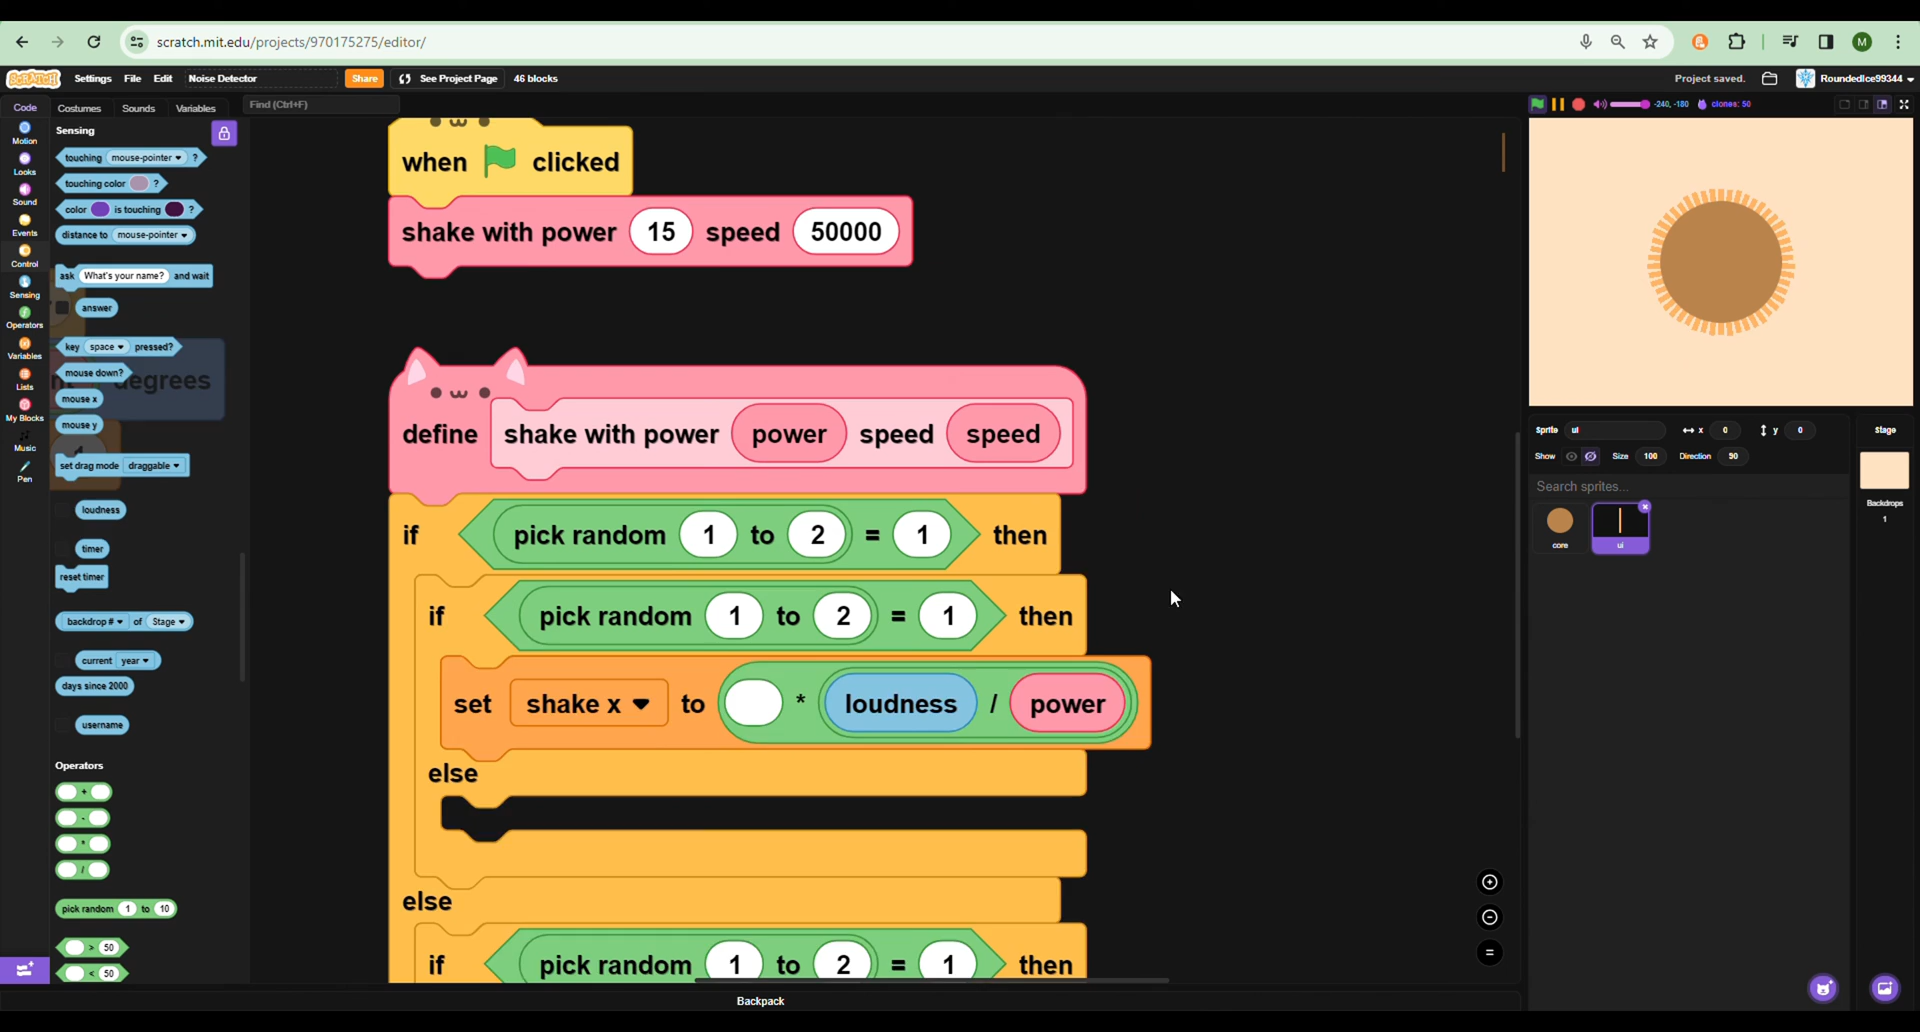 scratch.mit.edu/projects/970175275/editor/
M
SCRATCH Settings File Edit Noise Detector Share See Project Page 46 blocks Project saved. RoundedIce99344
Code Costumes Sounds Variables Find (Ctrl+F) -240, -180 clones: 50
Motion
Looks
Sound
Events
Control
Sensing
Operators
Variables
Lists
My Blocks
Music
Pen
Sensing
touching mouse-pointer ?
touching color ?
color is touching ?
distance to mouse-pointer
ask What's your name? and wait
answer
key space pressed?
mouse down?
degrees
mouse x
mouse y
set drag mode draggable
loudness
timer
reset timer
backdrop # of Stage
current year
days since 2000
username
Operators
+
-
*
/
pick random 1 to 10
> 50
< 50
when clicked
shake with power 15 speed 50000
define shake with power power speed speed
if pick random 1 to 2 = 1 then
if pick random 1 to 2 = 1 then
set shake x to * loudness / power
else
else
if pick random 1 to 2 = 1 then
Backpack
Sprite ui x 0 y 0
Show Size 100 Direction 90
Search sprites...
core
ui
Stage
Backdrops
1